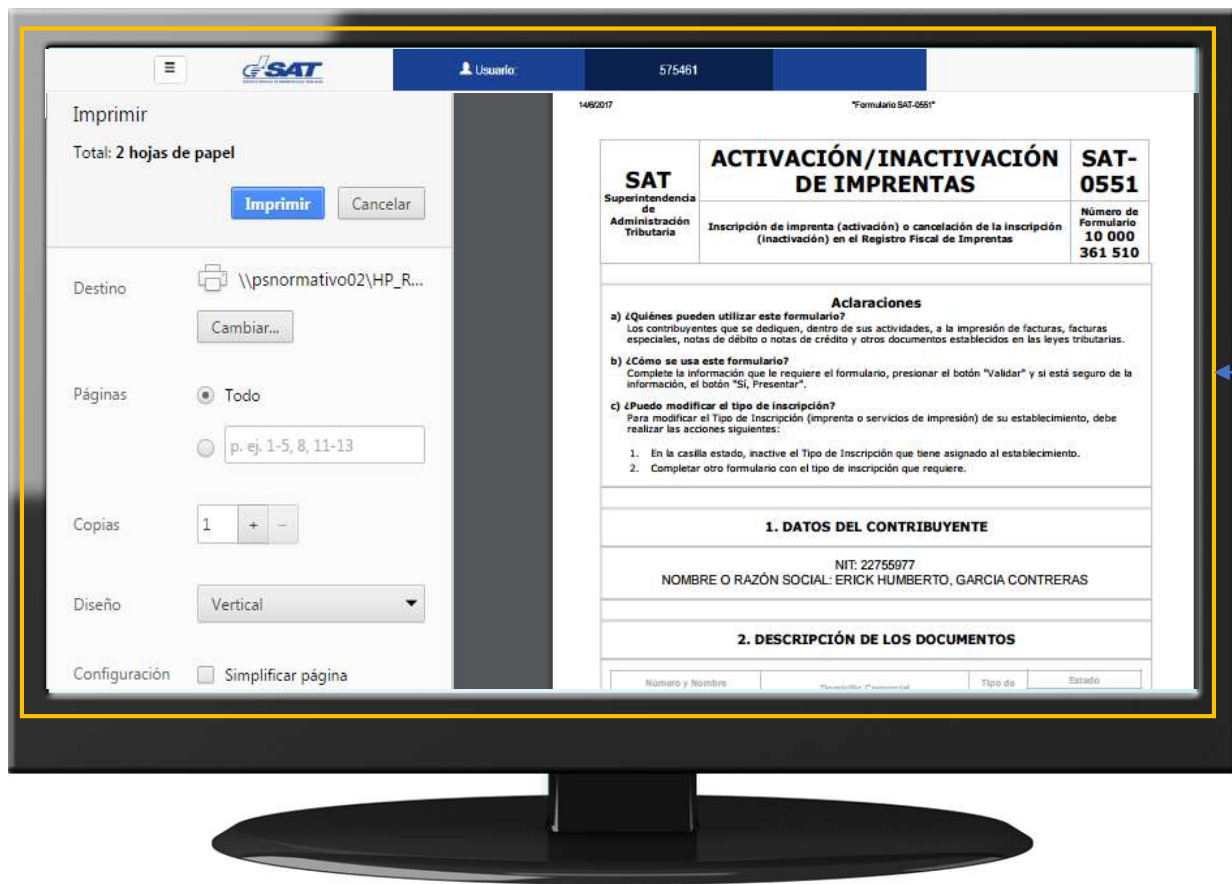 SAT
Usuario:
575461
Imprimir
Total: 2 hojas de papel
Imprimir
Cancelar
Destino
\\psnormativo02\HP_R...
Cambiar...
Páginas
Todo
p. ej. 1-5, 8, 11-13
Copias
1
+
−
Diseño
Vertical
Configuración
Simplificar página
14/6/2017
"Formulario SAT-0551"
SAT
Superintendencia
de
Administración
Tributaria
ACTIVACIÓN/INACTIVACIÓN
DE IMPRENTAS
Inscripción de imprenta (activación) o cancelación de la inscripción
(inactivación) en el Registro Fiscal de Imprentas
SAT-
0551
Número de
Formulario
10 000
361 510
Aclaraciones
a) ¿Quiénes pueden utilizar este formulario?
Los contribuyentes que se dediquen, dentro de sus actividades, a la impresión de facturas, facturas
especiales, notas de débito o notas de crédito y otros documentos establecidos en las leyes tributarias.
b) ¿Cómo se usa este formulario?
Complete la información que le requiere el formulario, presionar el botón "Validar" y si está seguro de la
información, el botón "Sí, Presentar".
c) ¿Puedo modificar el tipo de inscripción?
Para modificar el Tipo de Inscripción (imprenta o servicios de impresión) de su establecimiento, debe
realizar las acciones siguientes:
1. En la casilla estado, inactive el Tipo de Inscripción que tiene asignado al establecimiento.
2. Completar otro formulario con el tipo de inscripción que requiere.
1. DATOS DEL CONTRIBUYENTE
NIT: 22755977
NOMBRE O RAZÓN SOCIAL: ERICK HUMBERTO, GARCIA CONTRERAS
2. DESCRIPCIÓN DE LOS DOCUMENTOS
Número y Nombre
Domicilio Comercial
Tipo de
Estado